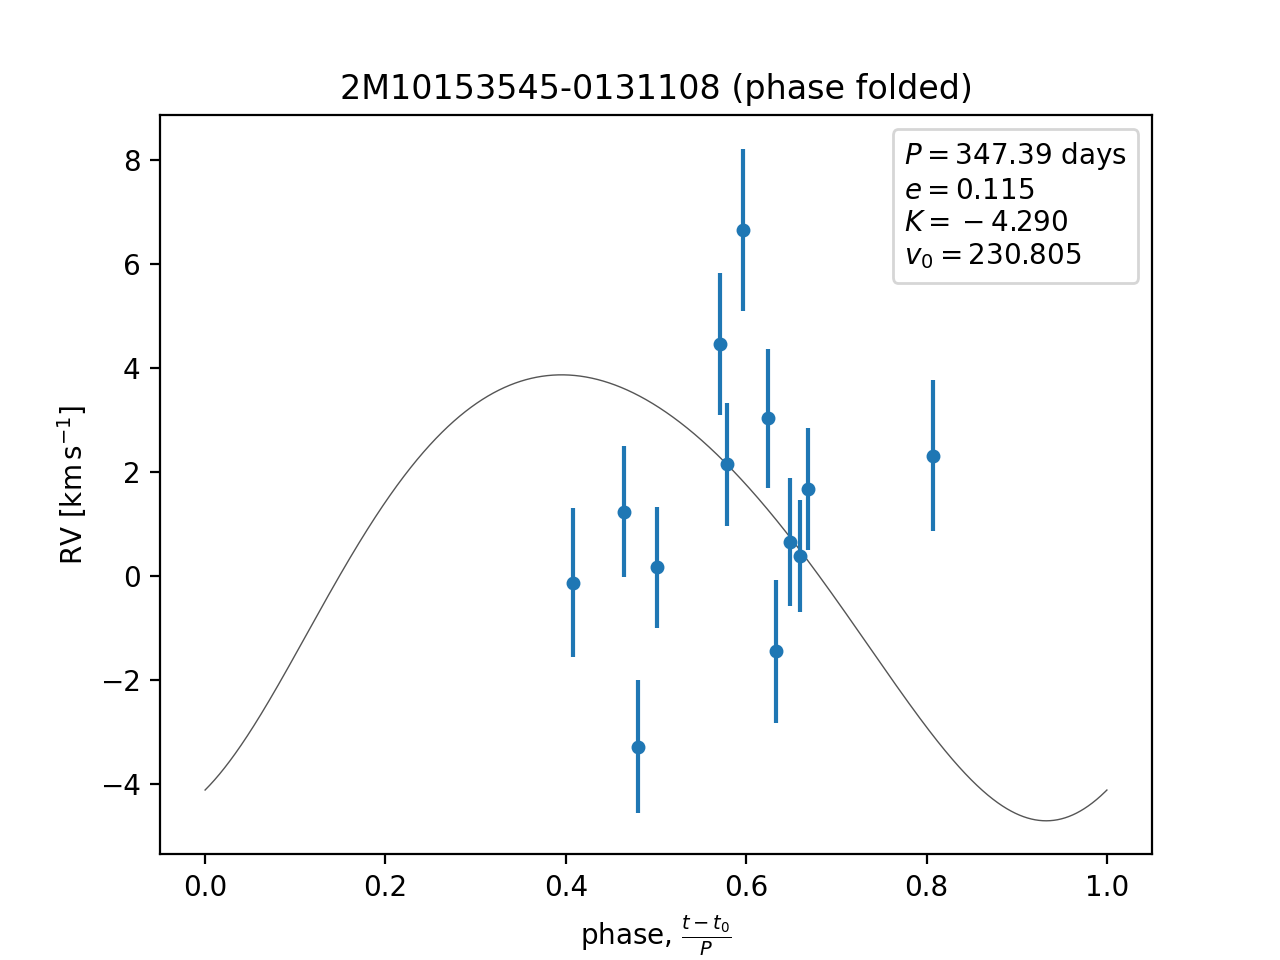 2M10153545-0131108 (phase folded)
P = 347.39 days
e = 0.115
K = −4.290
v₀ = 230.805
8
6
4
2
0
−2
−4
RV [km s⁻¹]
0.0 0.2 0.4 0.6 0.8 1.0
phase, (t − t₀)/P